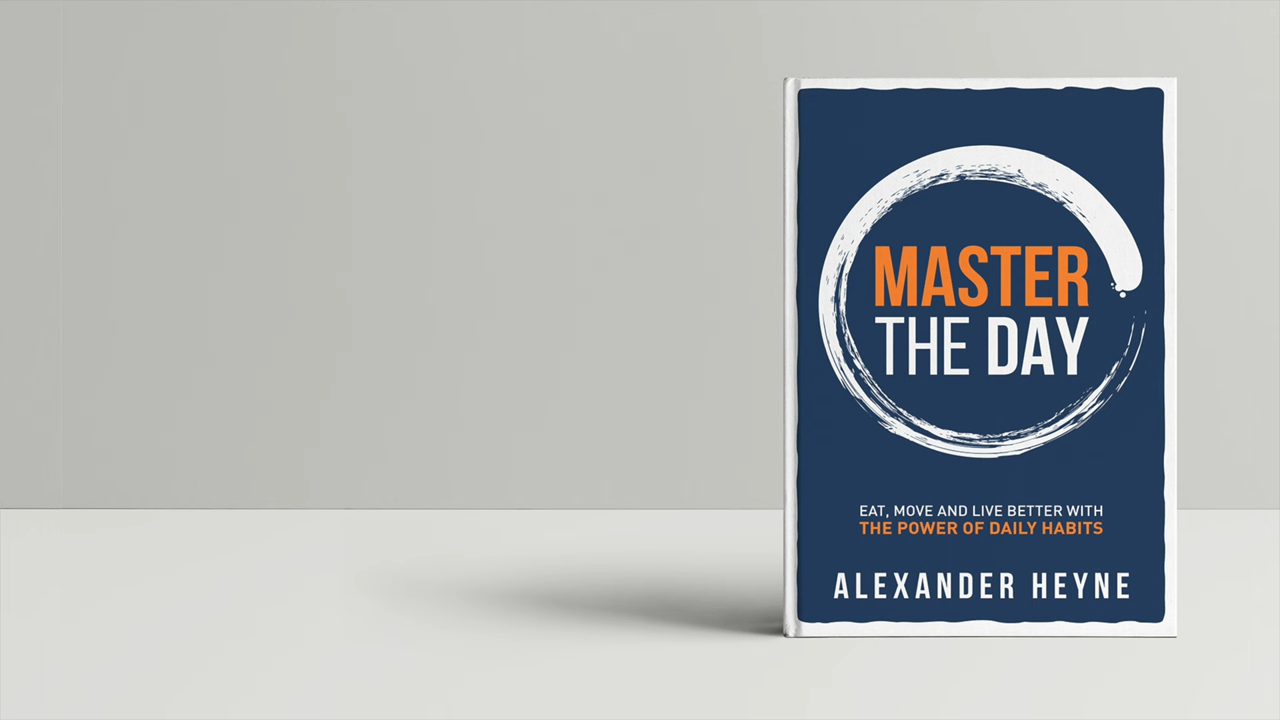 MASTER
THE DAY
EAT, MOVE AND LIVE BETTER WITH
THE POWER OF DAILY HABITS
ALEXANDER HEYNE